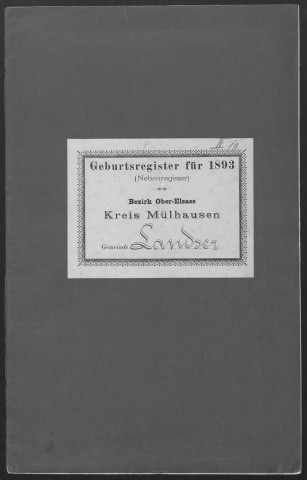 Geburtsregister für 1893
(Nebenregister)
Bezirk Ober-Elsass
Kreis Mülhausen
Gemeinde Landser